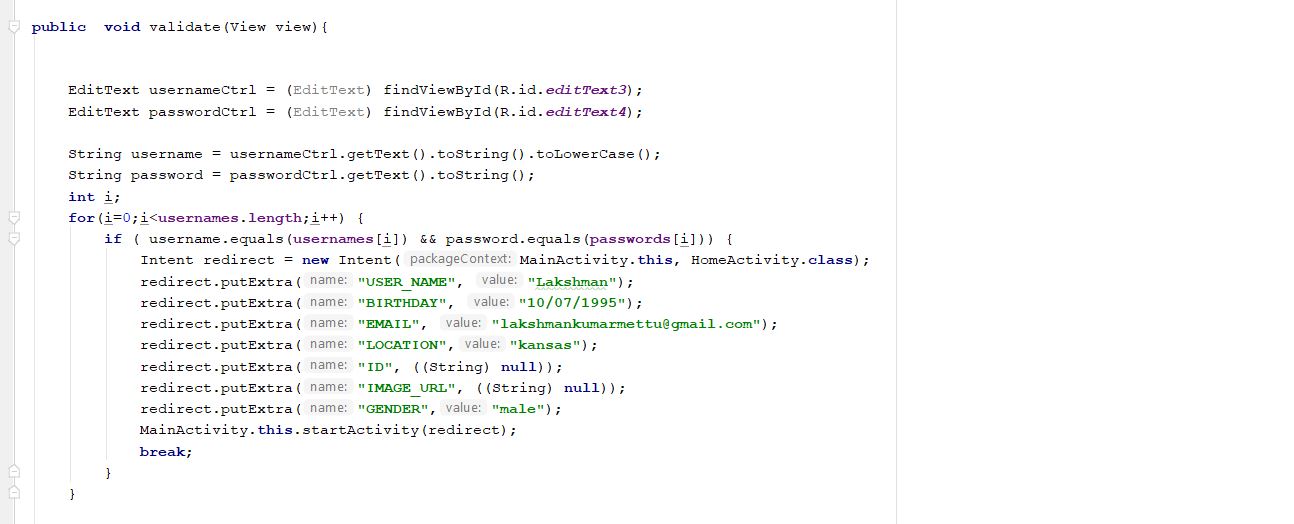 public  void validate(View view){
EditText usernameCtrl = (EditText) findViewById(R.id.editText3);
EditText passwordCtrl = (EditText) findViewById(R.id.editText4);
String username = usernameCtrl.getText().toString().toLowerCase();
String password = passwordCtrl.getText().toString();
int i;
for(i=0;i<usernames.length;i++) {
if ( username.equals(usernames[i]) && password.equals(passwords[i])) {
Intent redirect = new Intent( packageContext: MainActivity.this, HomeActivity.class);
redirect.putExtra( name: "USER_NAME", value: "Lakshman");
redirect.putExtra( name: "BIRTHDAY", value: "10/07/1995");
redirect.putExtra( name: "EMAIL", value: "lakshmankumarmettu@gmail.com");
redirect.putExtra( name: "LOCATION", value: "kansas");
redirect.putExtra( name: "ID", ((String) null));
redirect.putExtra( name: "IMAGE_URL", ((String) null));
redirect.putExtra( name: "GENDER", value: "male");
MainActivity.this.startActivity(redirect);
break;
}
}